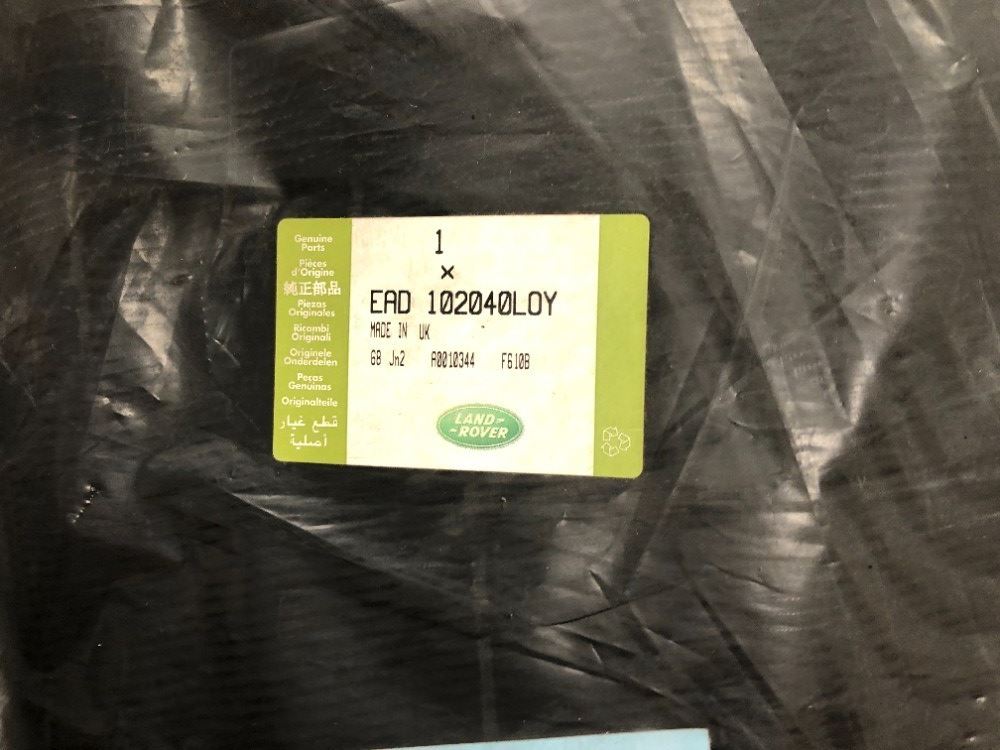 Genuine
Parts
Pièces
d'Origine
純正部品
Piezas
Originales
Ricambi
Originali
Originele
Onderdelen
Peças
Genuinas
Originalteile
قطع غيار
أصلية
1
×
EAD 102040LOY
MADE IN UK
GB Jn2 A0010344 F610B
LAND-
-ROVER